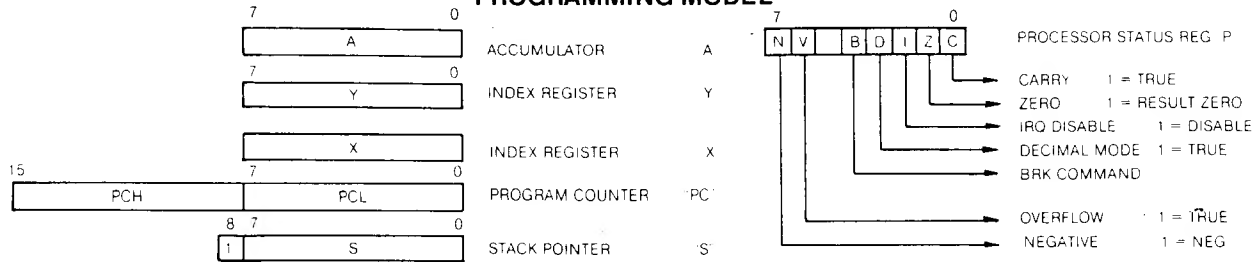 PROGRAMMING MODEL
7 0
A
ACCUMULATOR A
7 0
Y
INDEX REGISTER Y
X
INDEX REGISTER X
15 7 0
PCH PCL
PROGRAM COUNTER "PC"
8 7 0
1 S
STACK POINTER "S"
7 0
N V B D I Z C
PROCESSOR STATUS REG P
CARRY 1 = TRUE
ZERO 1 = RESULT ZERO
IRQ DISABLE 1 = DISABLE
DECIMAL MODE 1 = TRUE
BRK COMMAND
OVERFLOW 1 = TRUE
NEGATIVE 1 = NEG